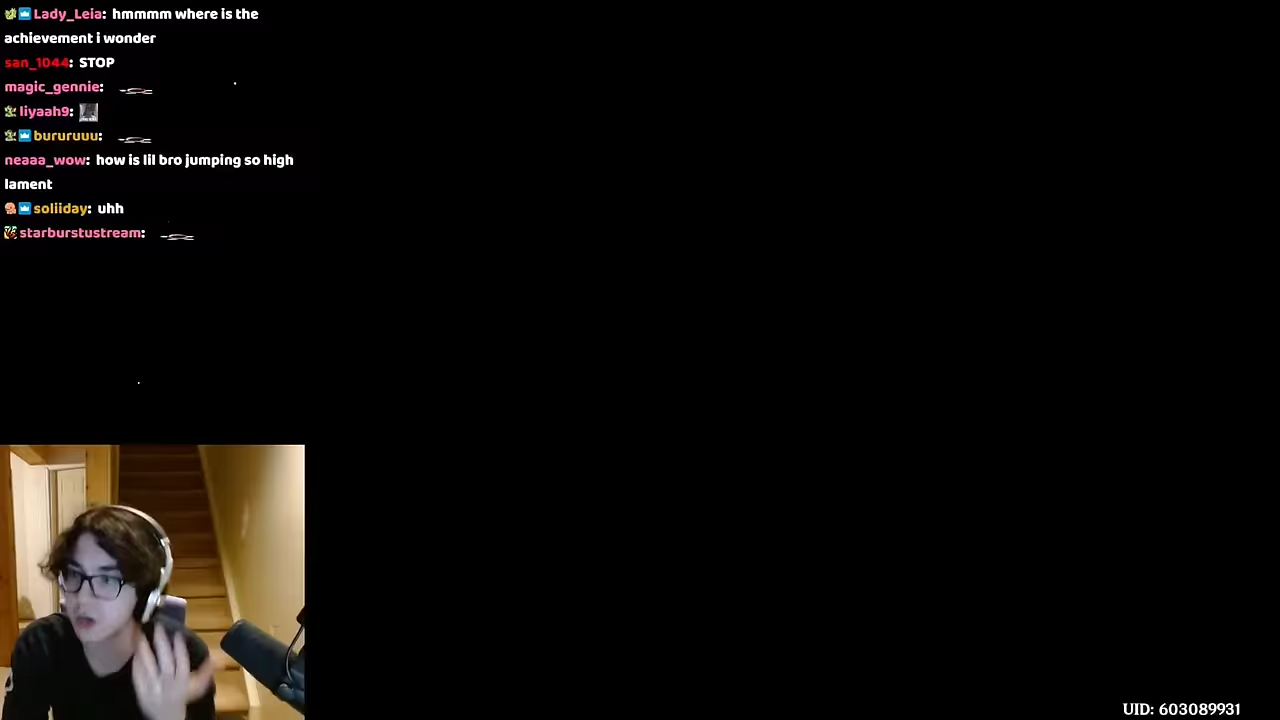 Lady_Leia: hmmmm where is the
achievement i wonder
san_1044: STOP
magic_gennie:
liyaah9:
bururuuu:
neaaa_wow: how is lil bro jumping so high
lament
soliiday: uhh
starburstustream:
UID: 603089931